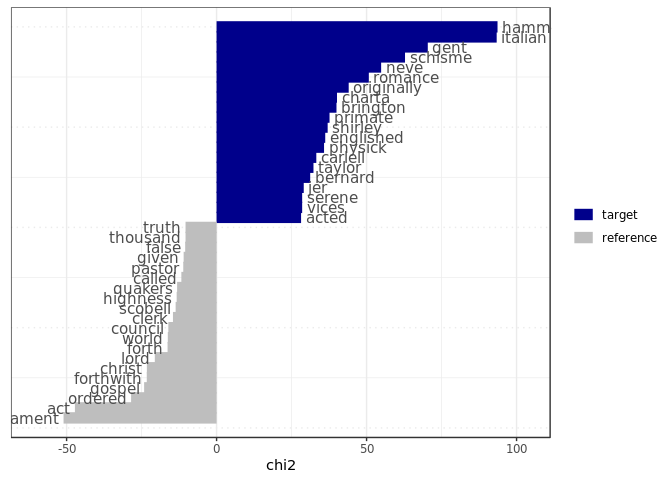 hamm
italian
gent
schisme
neve
romance
originally
charta
brington
primate
shirley
englished
physick
carlell
taylor
bernard
jer
serene
vices
acted
truth
thousand
false
given
pastor
called
quakers
highness
scobell
clerk
council
world
forth
lord
christ
forthwith
gospel
ordered
act
ament
target
reference
-50 0 50 100
chi2